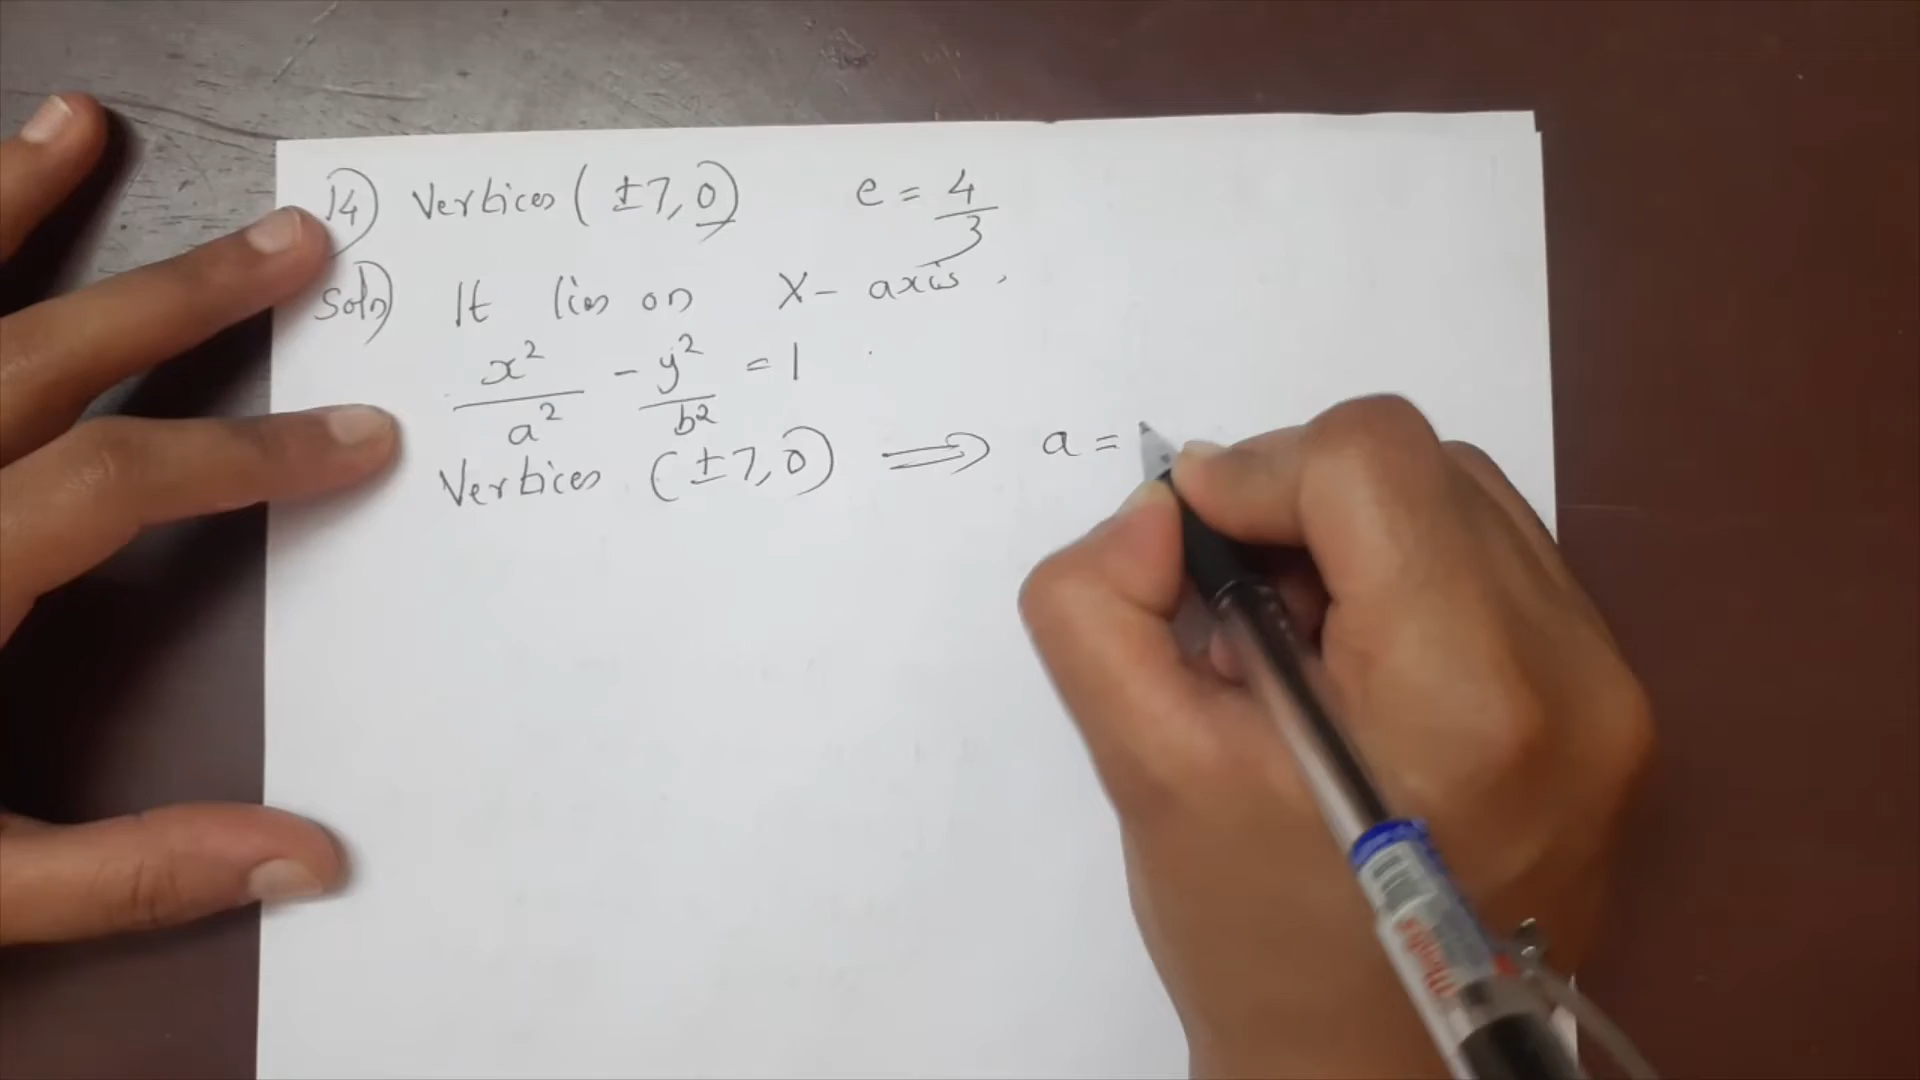 14) Vertices (±7, 0) e = 4/3
Soln) It lies on X-axis.
x²/a² - y²/b² = 1
Vertices (±7, 0) ⟹ a =